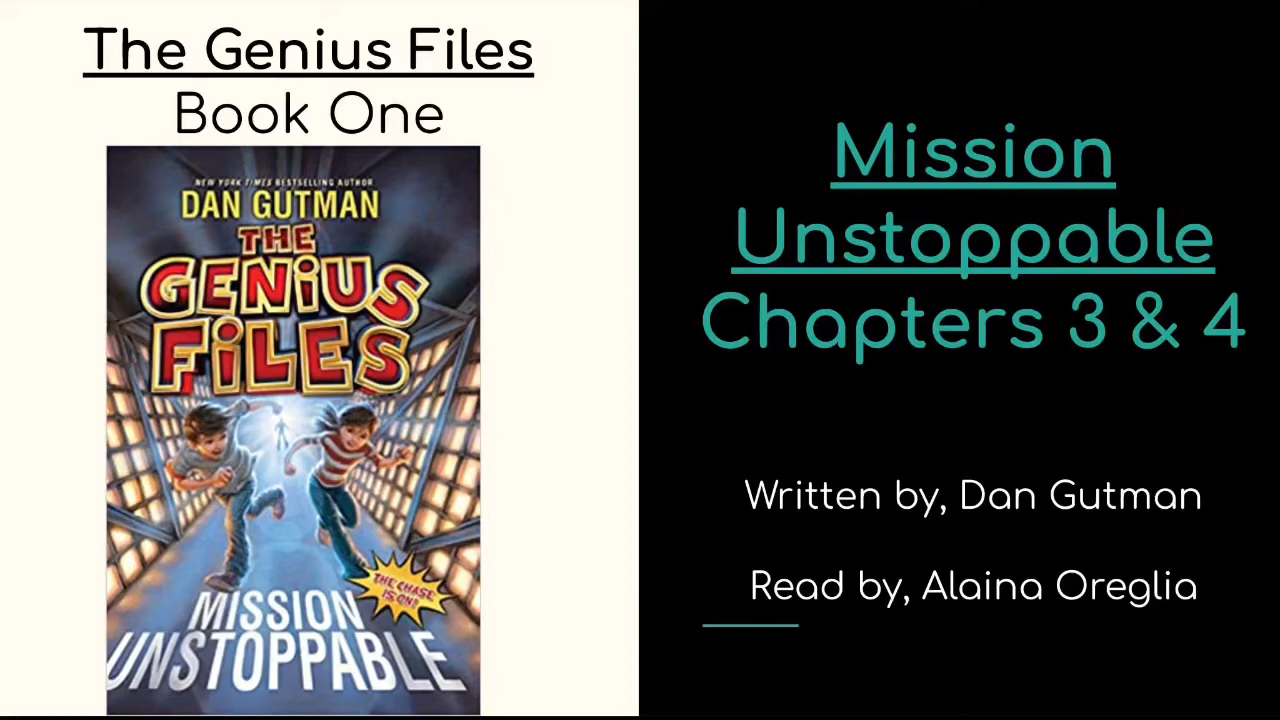 The Genius Files
Book One
NEW YORK TIMES BESTSELLING AUTHOR
DAN GUTMAN
THE
GENiUS
FiLES
THE CHASE
IS ON!
MISSION
UNSTOPPABLE
Mission
Unstoppable
Chapters 3 & 4
Written by, Dan Gutman
Read by, Alaina Oreglia